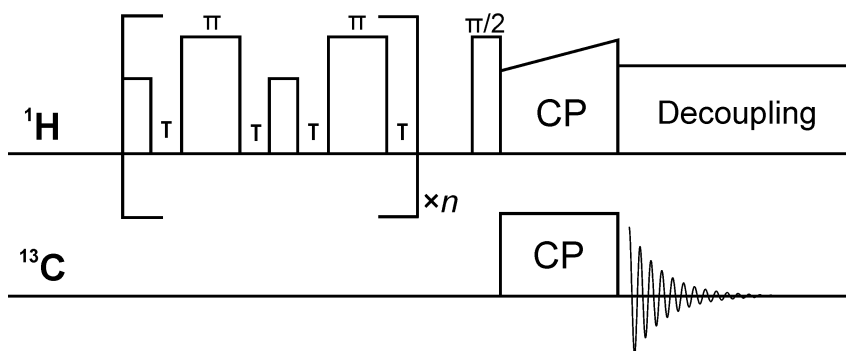 π π π/2
¹H τ τ τ τ CP Decoupling
×n
¹³C CP